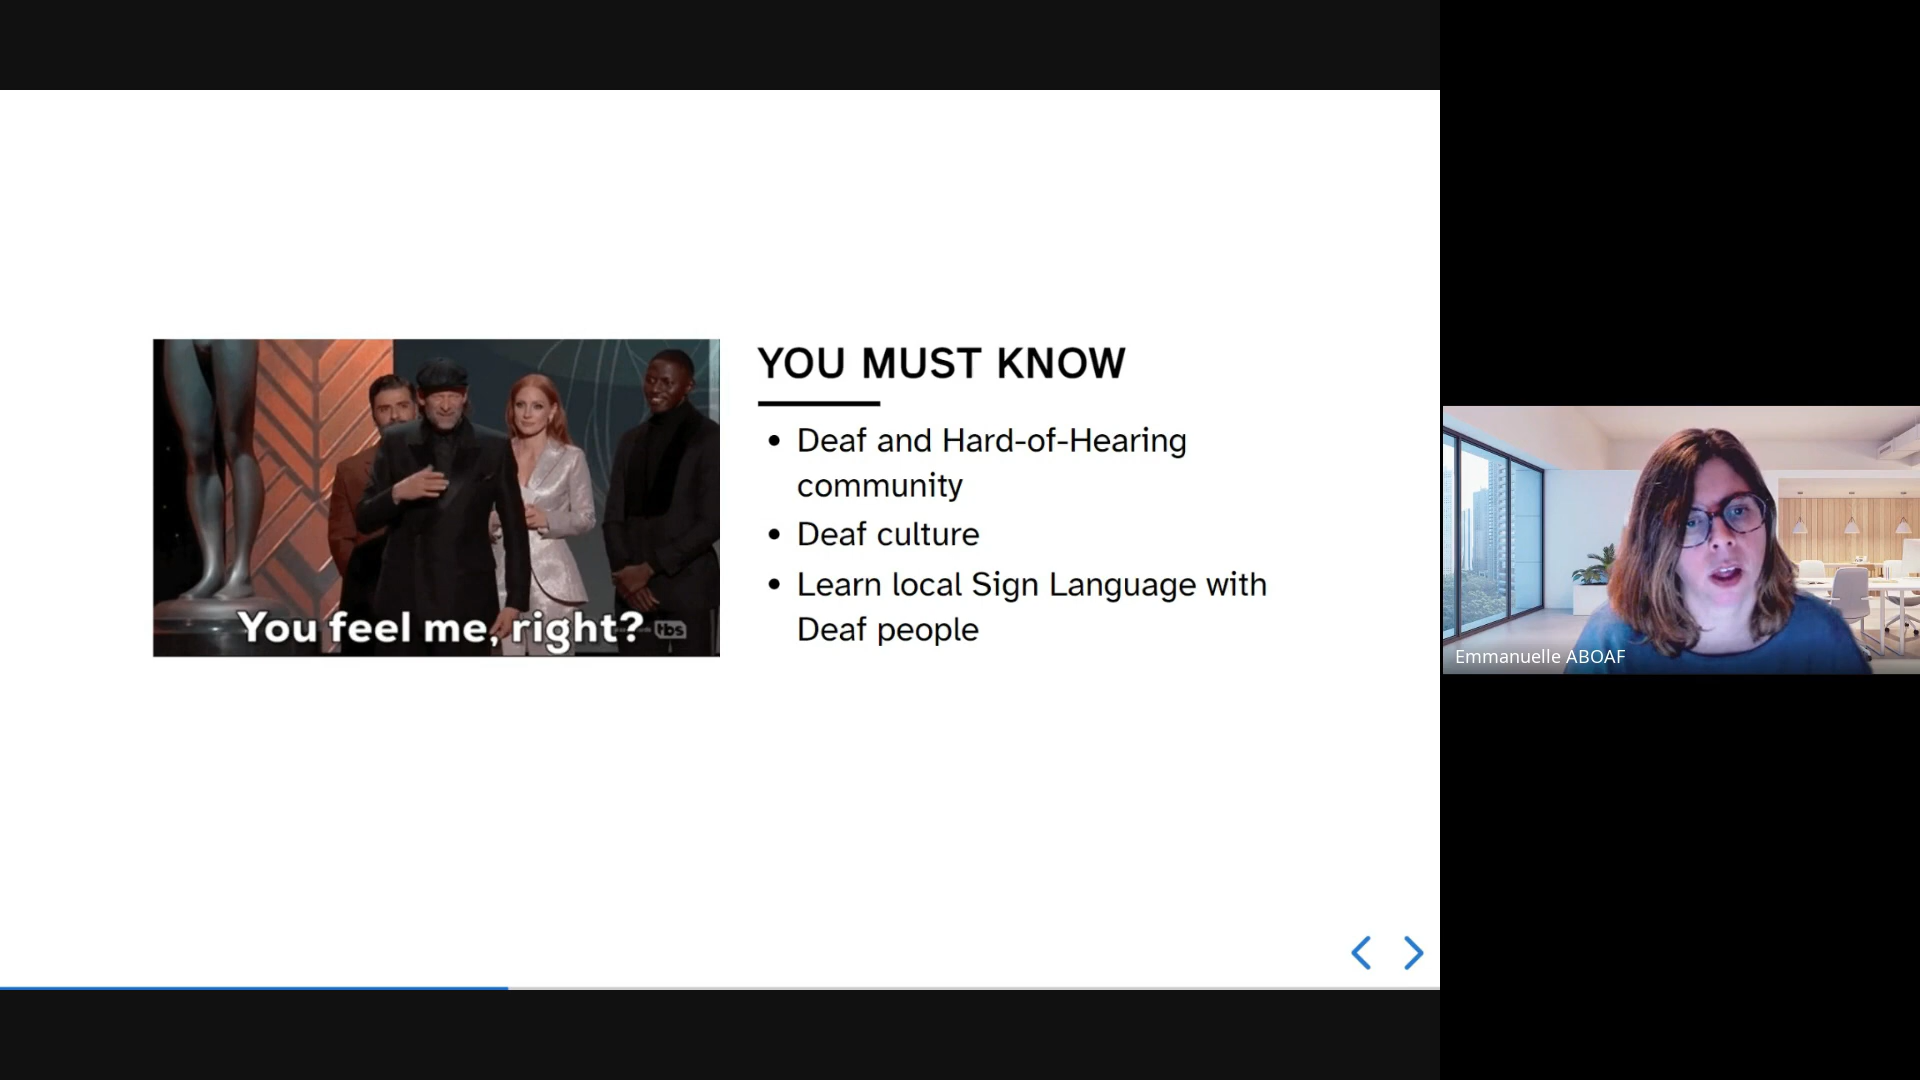 YOU MUST KNOW
Deaf and Hard-of-Hearing
community
Deaf culture
Learn local Sign Language with
Deaf people
You feel me, right?
tbs
Emmanuelle ABOAF